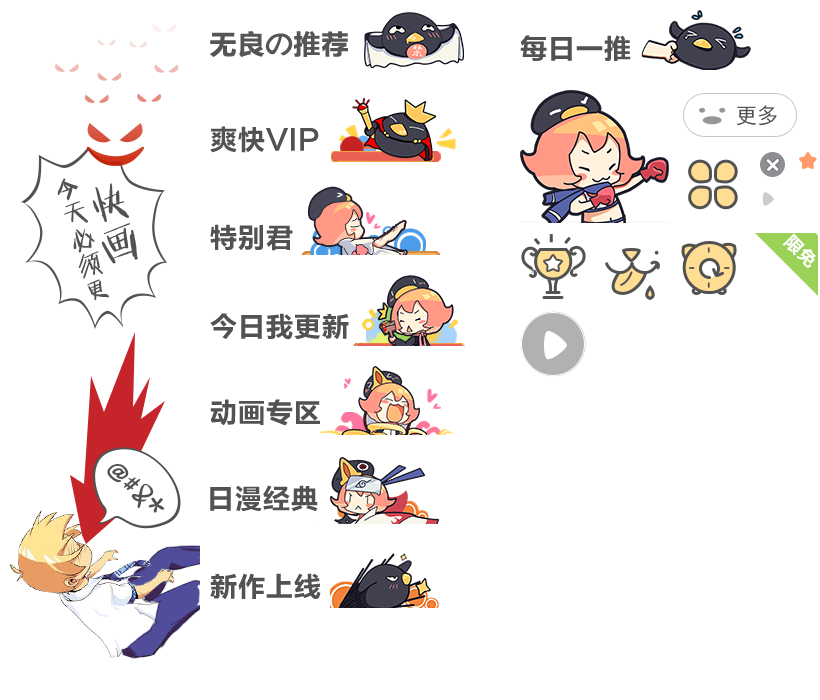 无良の推荐
每日一推
爽快VIP
更多
快画
今天必须更
特别君
限免
今日我更新
动画专区
@#&*
日漫经典
新作上线